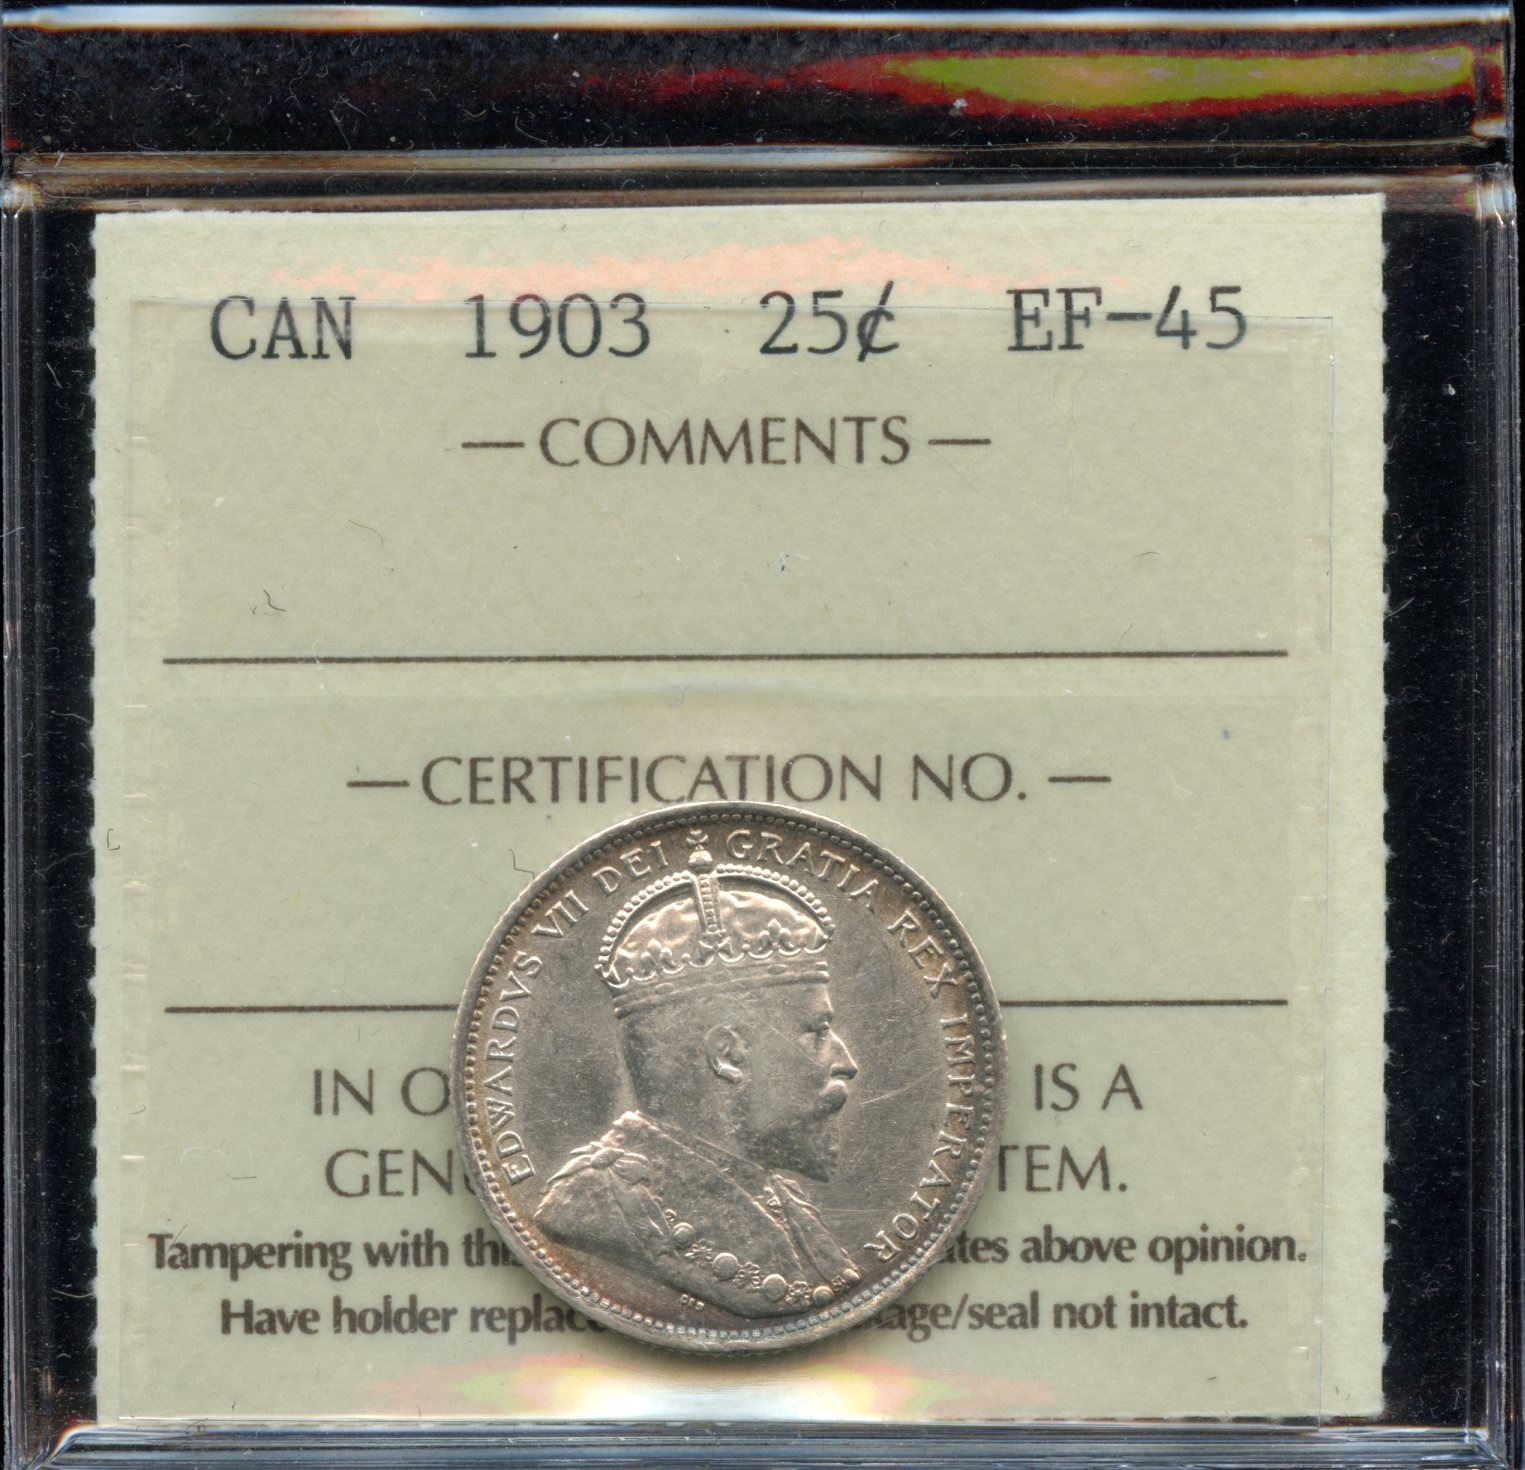 CAN 1903 25¢ EF-45
— COMMENTS —
— CERTIFICATION NO. —
EDWARDVS VII DEI GRATIA REX IMPERATOR
IN O IS A
GEN TEM.
Tampering with thi tes above opinion.
Have holder replac age/seal not intact.